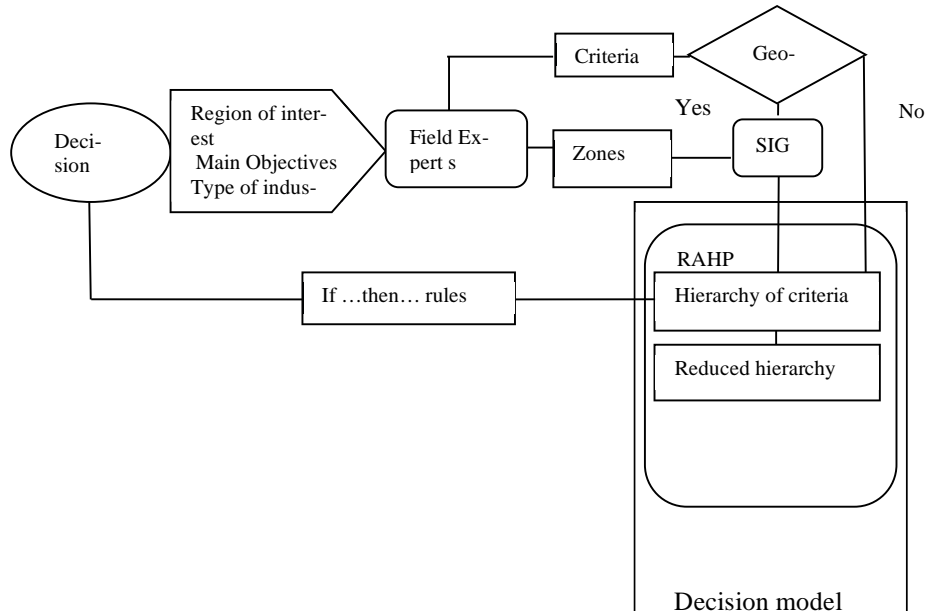 Deci-
sion
Region of inter-
est
Main Objectives
Type of indus-
Field Ex-
pert s
Criteria
Geo-
Yes
No
Zones
SIG
If …then… rules
RAHP
Hierarchy of criteria
Reduced hierarchy
Decision model